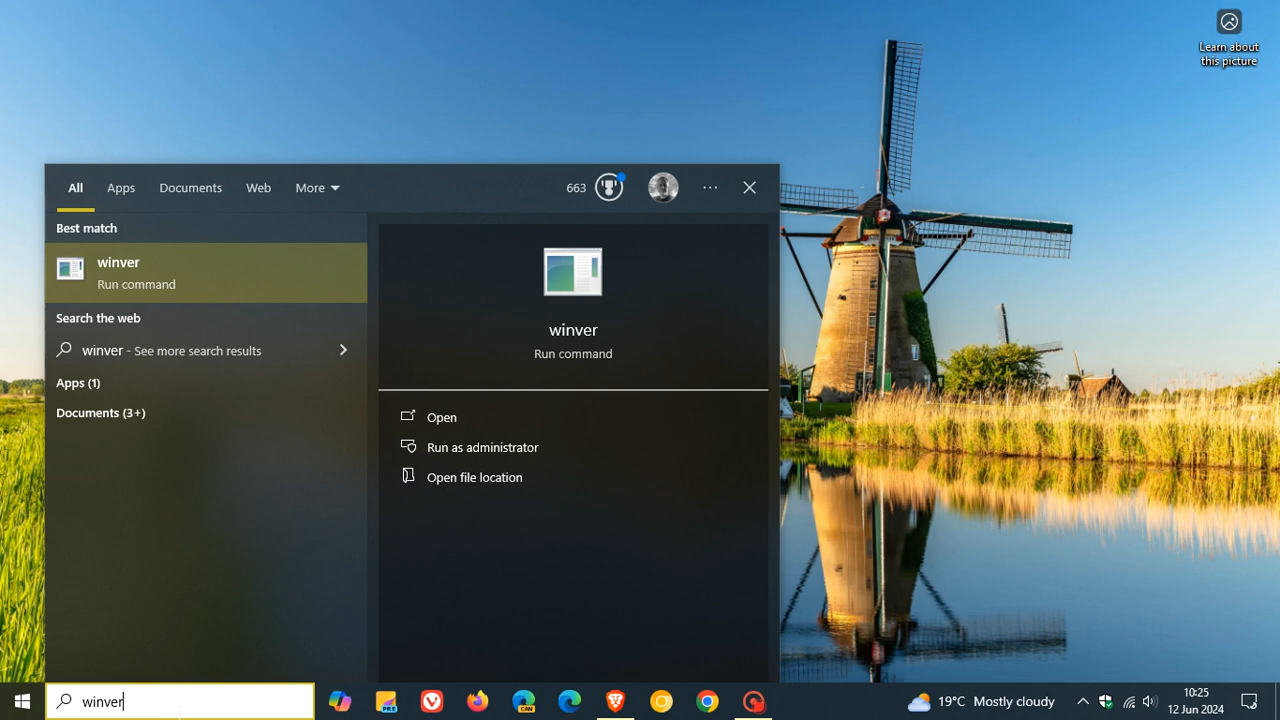 Learn about
this picture
All Apps Documents Web More 663 ...
Best match
winver
Run command
Search the web
winver - See more search results
Apps (1)
Documents (3+)
winver
Run command
Open
Run as administrator
Open file location
winver
PRE
CAN
19°C Mostly cloudy
10:25
12 Jun 2024